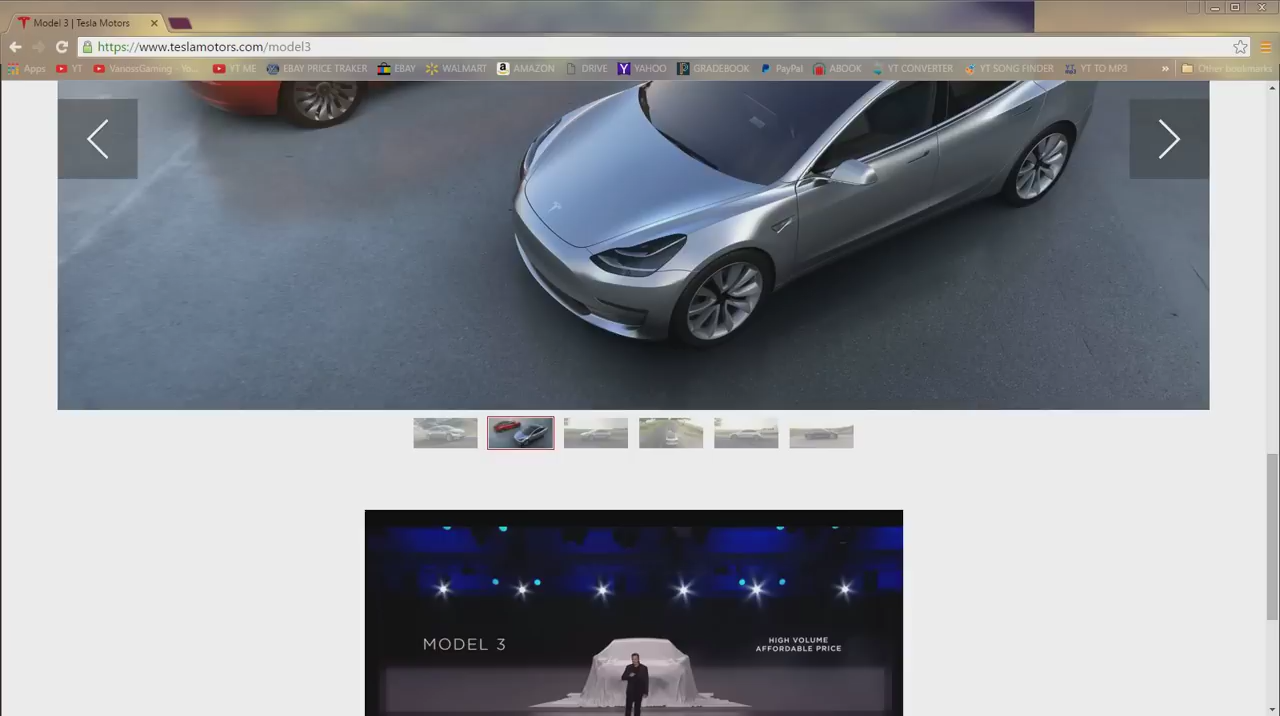 Model 3 | Tesla Motors
https://www.teslamotors.com/model3
Apps YT VanossGaming - Yo... YT ME EBAY PRICE TRAKER EBAY WALMART AMAZON DRIVE YAHOO GRADEBOOK PayPal ABOOK YT CONVERTER YT SONG FINDER YT TO MP3 » Other bookmarks
MODEL 3
HIGH VOLUME
AFFORDABLE PRICE